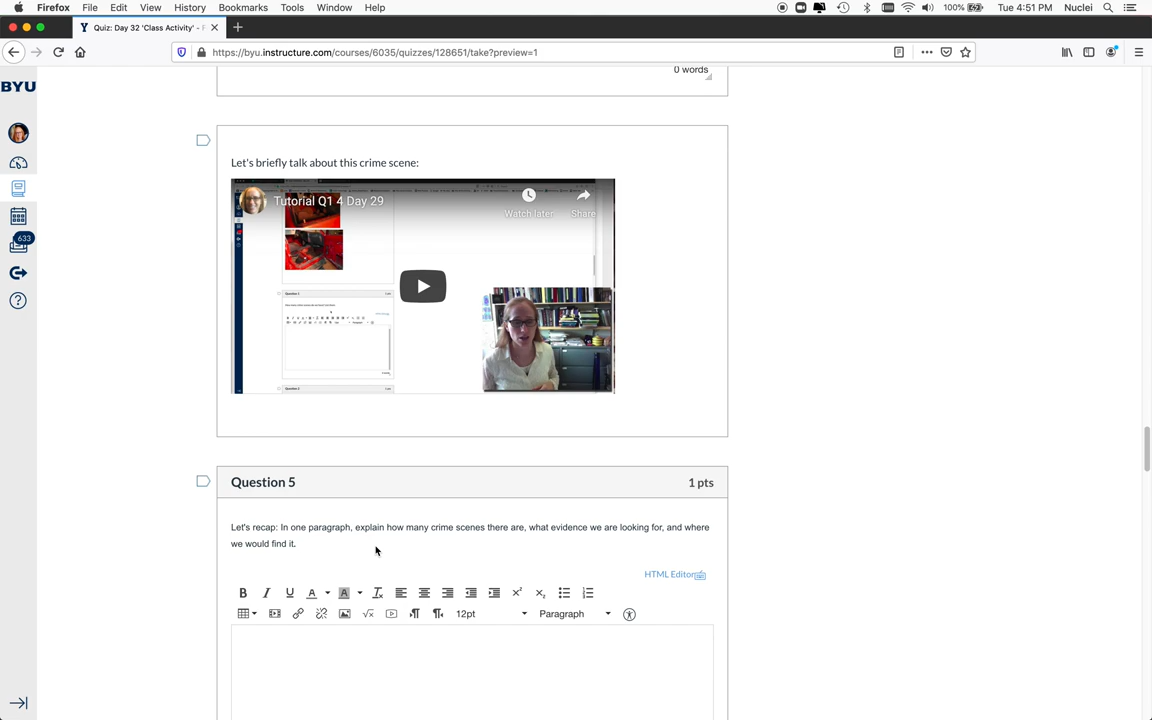 Firefox File Edit View History Bookmarks Tools Window Help 100% Tue 4:51 PM Nuclei
Quiz: Day 32 'Class Activity' - F
https://byu.instructure.com/courses/6035/quizzes/128651/take?preview=1
BYU
633
0 words
Let's briefly talk about this crime scene:
Tutorial Q1 4 Day 29
Watch later Share
Question 5 1 pts
Let's recap: In one paragraph, explain how many crime scenes there are, what evidence we are looking for, and where
we would find it.
HTML Editor
12pt Paragraph